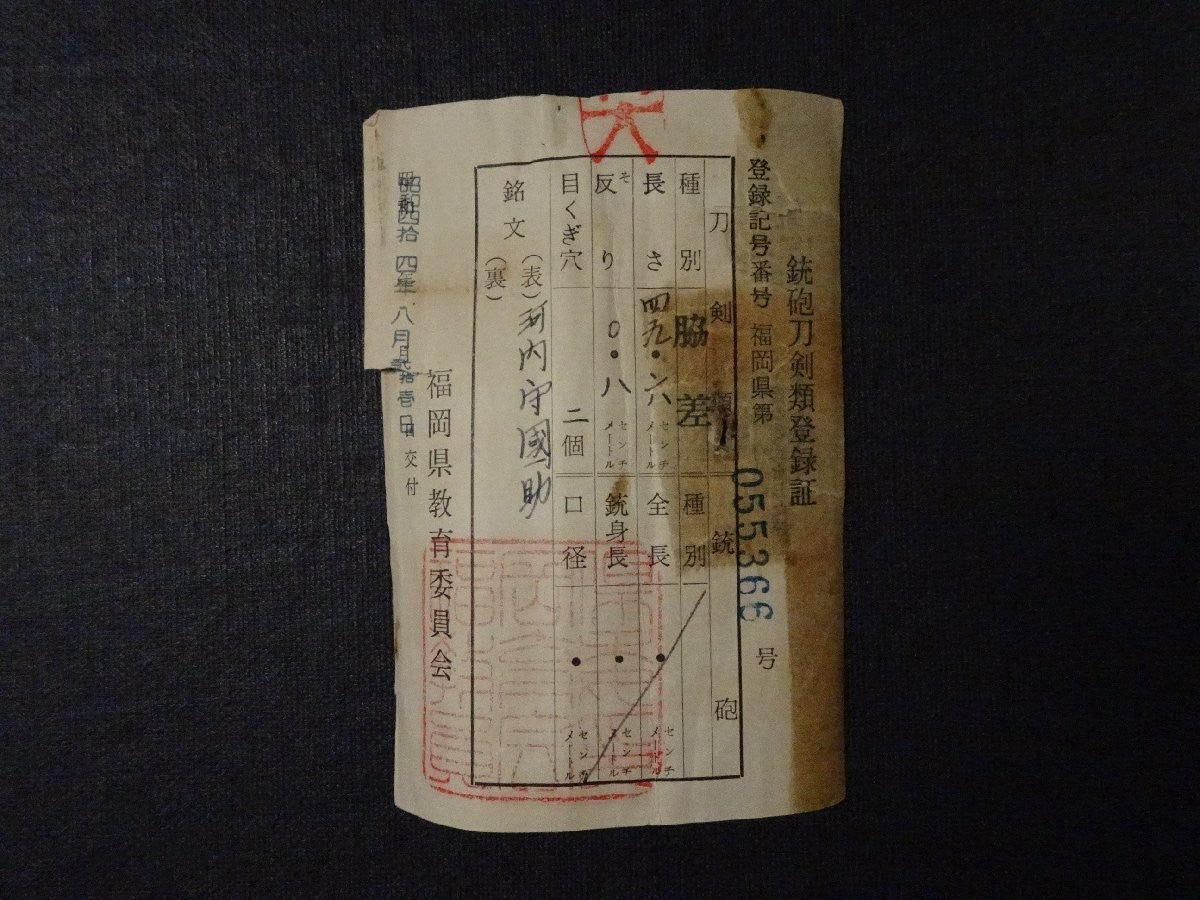 銃砲刀剣類登録証
登録記号番号 福岡県第 055366 号
刀剣類
銃砲
種別 脇差
長さ 四九・六 センチメートル
反り そ 〇・八 センチメートル
目くぎ穴 二個
種別
全長 ・ センチメートル
銃身長 ・ センチメートル
口径 ・ センチメートル
銘文 (表)河内守國助
(裏)
昭和四拾四年八月弐拾壱日 交付
福岡県教育委員会